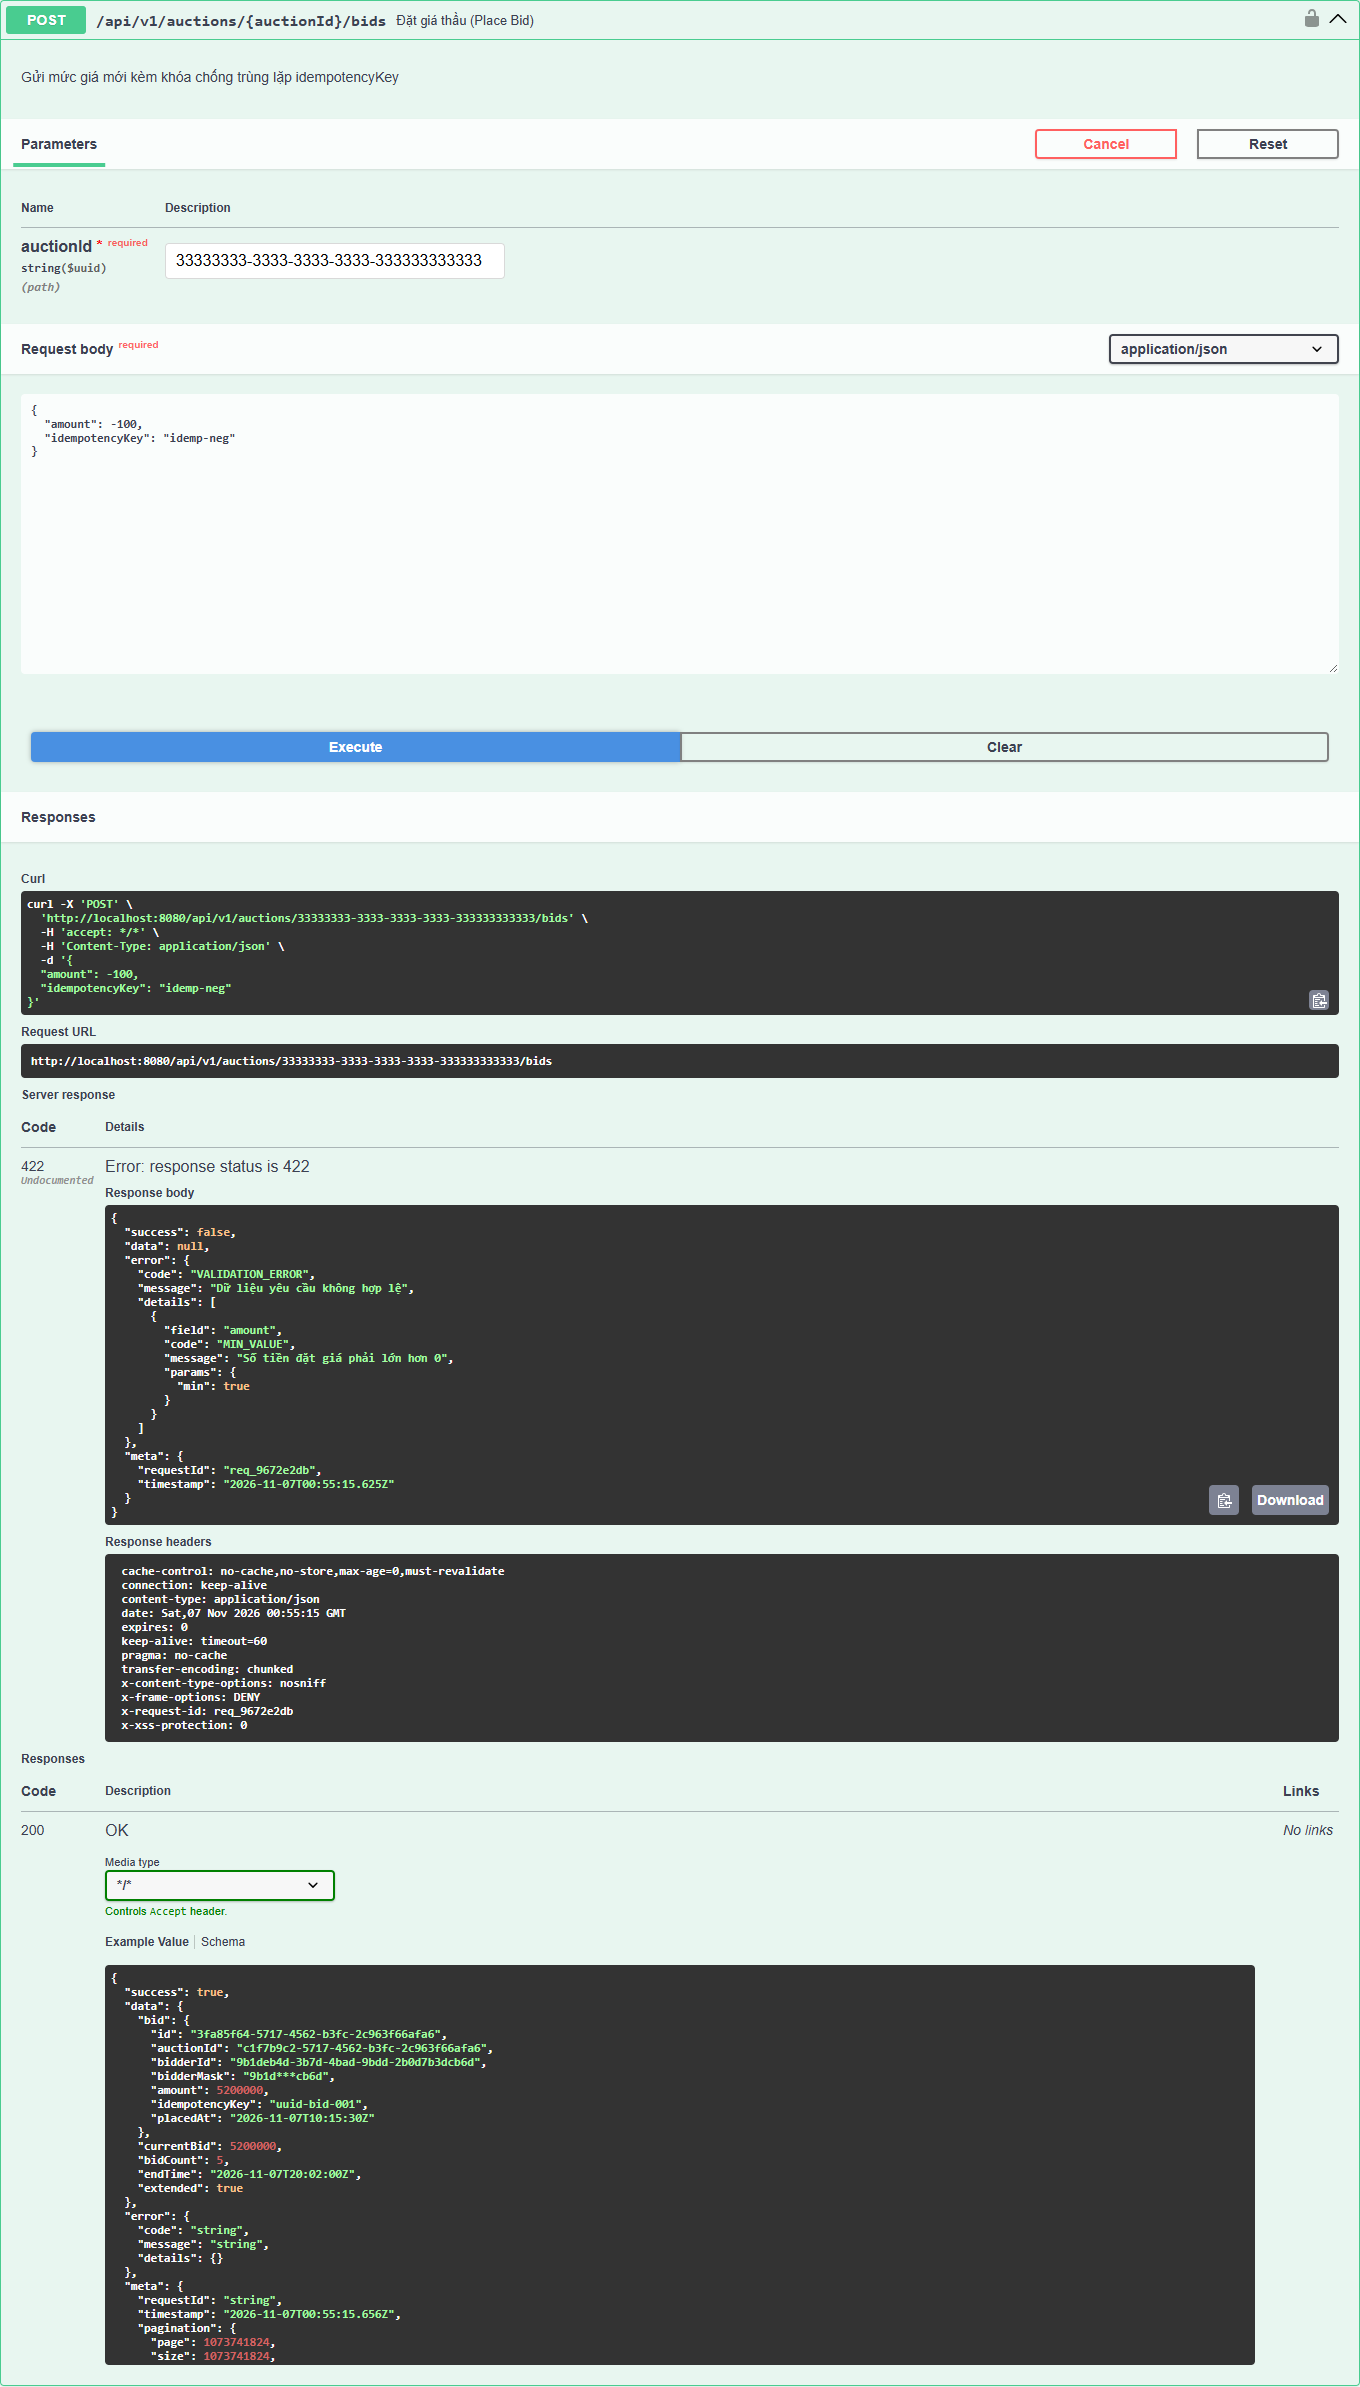 POST /api/v1/auctions/{auctionId}/bids Đặt giá thầu (Place Bid)
Gửi mức giá mới kèm khóa chống trùng lặp idempotencyKey
Parameters
Cancel
Reset
Name Description
auctionId * required
string($uuid)
(path)
33333333-3333-3333-3333-333333333333
Request body required
application/json
{
  "amount": -100,
  "idempotencyKey": "idemp-neg"
}
Execute
Clear
Responses
Curl
curl -X 'POST' \
  'http://localhost:8080/api/v1/auctions/33333333-3333-3333-3333-333333333333/bids' \
  -H 'accept: */*' \
  -H 'Content-Type: application/json' \
  -d '{
  "amount": -100,
  "idempotencyKey": "idemp-neg"
}'
Request URL
http://localhost:8080/api/v1/auctions/33333333-3333-3333-3333-333333333333/bids
Server response
Code Details
422 Error: response status is 422
Undocumented
Response body
{
  "success": false,
  "data": null,
  "error": {
    "code": "VALIDATION_ERROR",
    "message": "Dữ liệu yêu cầu không hợp lệ",
    "details": [
      {
        "field": "amount",
        "code": "MIN_VALUE",
        "message": "Số tiền đặt giá phải lớn hơn 0",
        "params": {
          "min": true
        }
      }
    ]
  },
  "meta": {
    "requestId": "req_9672e2db",
    "timestamp": "2026-11-07T00:55:15.625Z"
  }
}
Download
Response headers
cache-control: no-cache,no-store,max-age=0,must-revalidate
connection: keep-alive
content-type: application/json
date: Sat,07 Nov 2026 00:55:15 GMT
expires: 0
keep-alive: timeout=60
pragma: no-cache
transfer-encoding: chunked
x-content-type-options: nosniff
x-frame-options: DENY
x-request-id: req_9672e2db
x-xss-protection: 0
Responses
Code Description Links
200 OK No links
Media type
*/*
Controls Accept header.
Example Value Schema
{
  "success": true,
  "data": {
    "bid": {
      "id": "3fa85f64-5717-4562-b3fc-2c963f66afa6",
      "auctionId": "c1f7b9c2-5717-4562-b3fc-2c963f66afa6",
      "bidderId": "9b1deb4d-3b7d-4bad-9bdd-2b0d7b3dcb6d",
      "bidderMask": "9b1d***cb6d",
      "amount": 5200000,
      "idempotencyKey": "uuid-bid-001",
      "placedAt": "2026-11-07T10:15:30Z"
    },
    "currentBid": 5200000,
    "bidCount": 5,
    "endTime": "2026-11-07T20:02:00Z",
    "extended": true
  },
  "error": {
    "code": "string",
    "message": "string",
    "details": {}
  },
  "meta": {
    "requestId": "string",
    "timestamp": "2026-11-07T00:55:15.656Z",
    "pagination": {
      "page": 1073741824,
      "size": 1073741824,